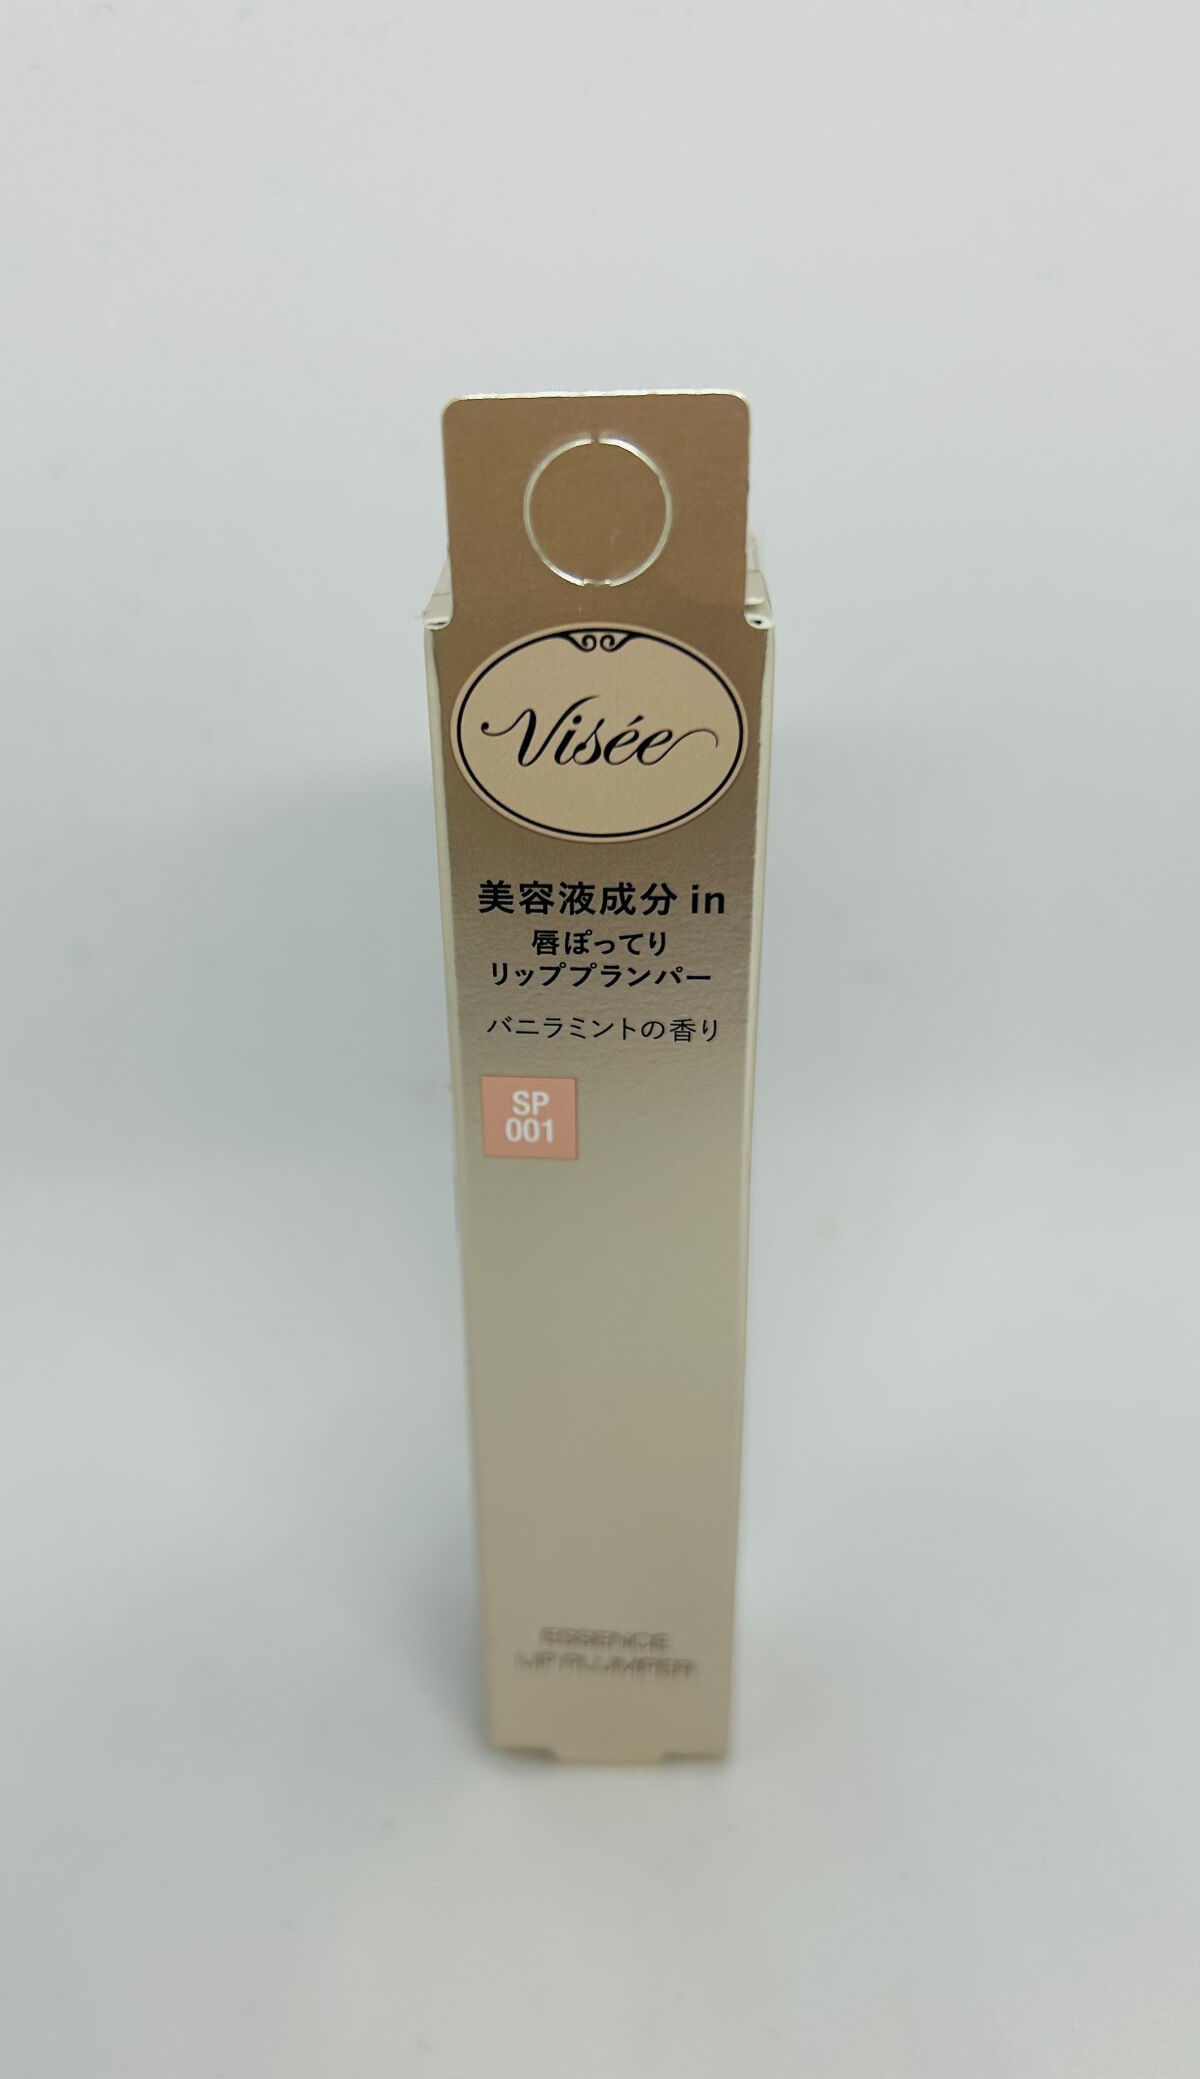 Visée
美容液成分 in
唇ぽってり
リッププランパー
バニラミントの香り
SP
001
ESSENCE
LIP PLUMPER